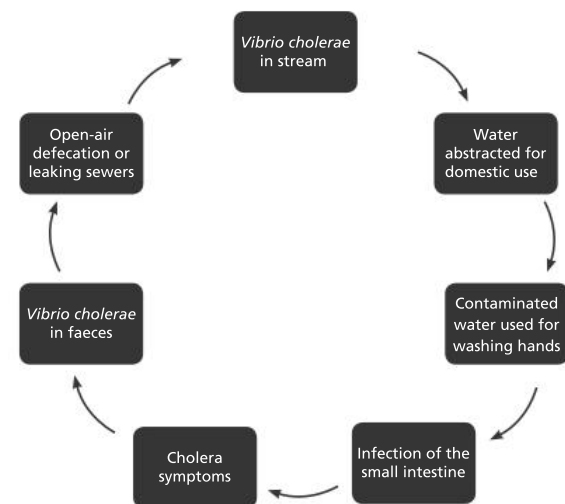 Vibrio cholerae
in stream
Water
abstracted for
domestic use
Contaminated
water used for
washing hands
Infection of the
small intestine
Cholera
symptoms
Vibrio cholerae
in faeces
Open-air
defecation or
leaking sewers